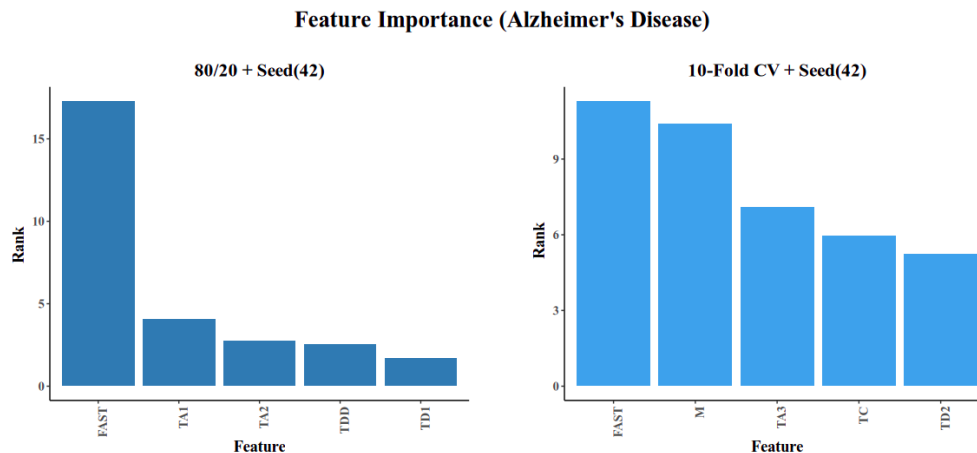 Feature Importance (Alzheimer's Disease)
80/20 + Seed(42)
Rank
15
10
5
0
FAST
TA1
TA2
TDD
TD1
Feature
10-Fold CV + Seed(42)
Rank
9
6
3
0
FAST
M
TA3
TC
TD2
Feature